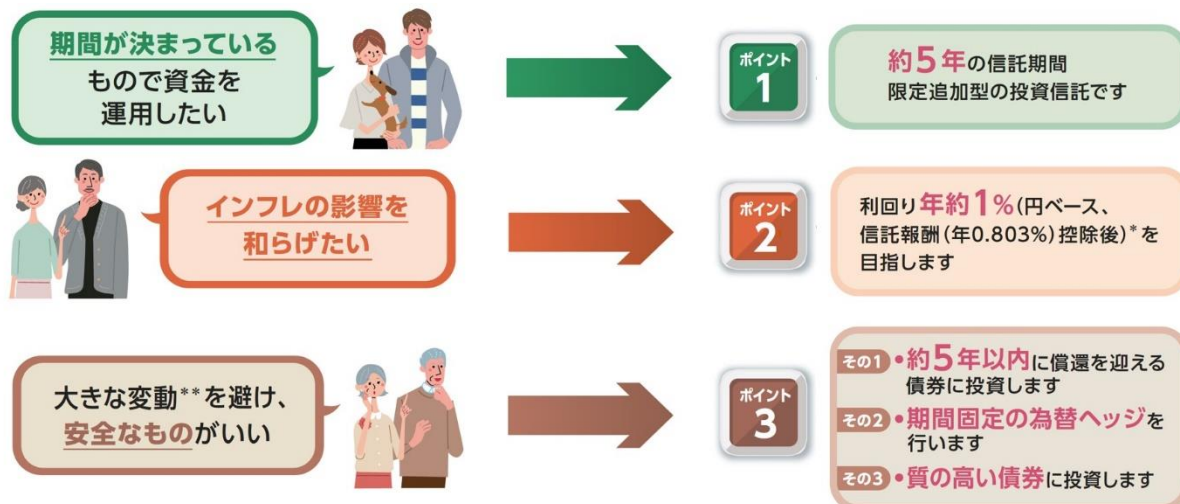 期間が決まっている
もので資金を
運用したい
ポイント
1
約5年の信託期間
限定追加型の投資信託です
インフレの影響を
和らげたい
ポイント
2
利回り年約1%(円ベース、
信託報酬(年0.803%)控除後)*を
目指します
大きな変動**を避け、
安全なものがいい
ポイント
3
その1 •約5年以内に償還を迎える
債券に投資します
その2 •期間固定の為替ヘッジを
行います
その3 •質の高い債券に投資します